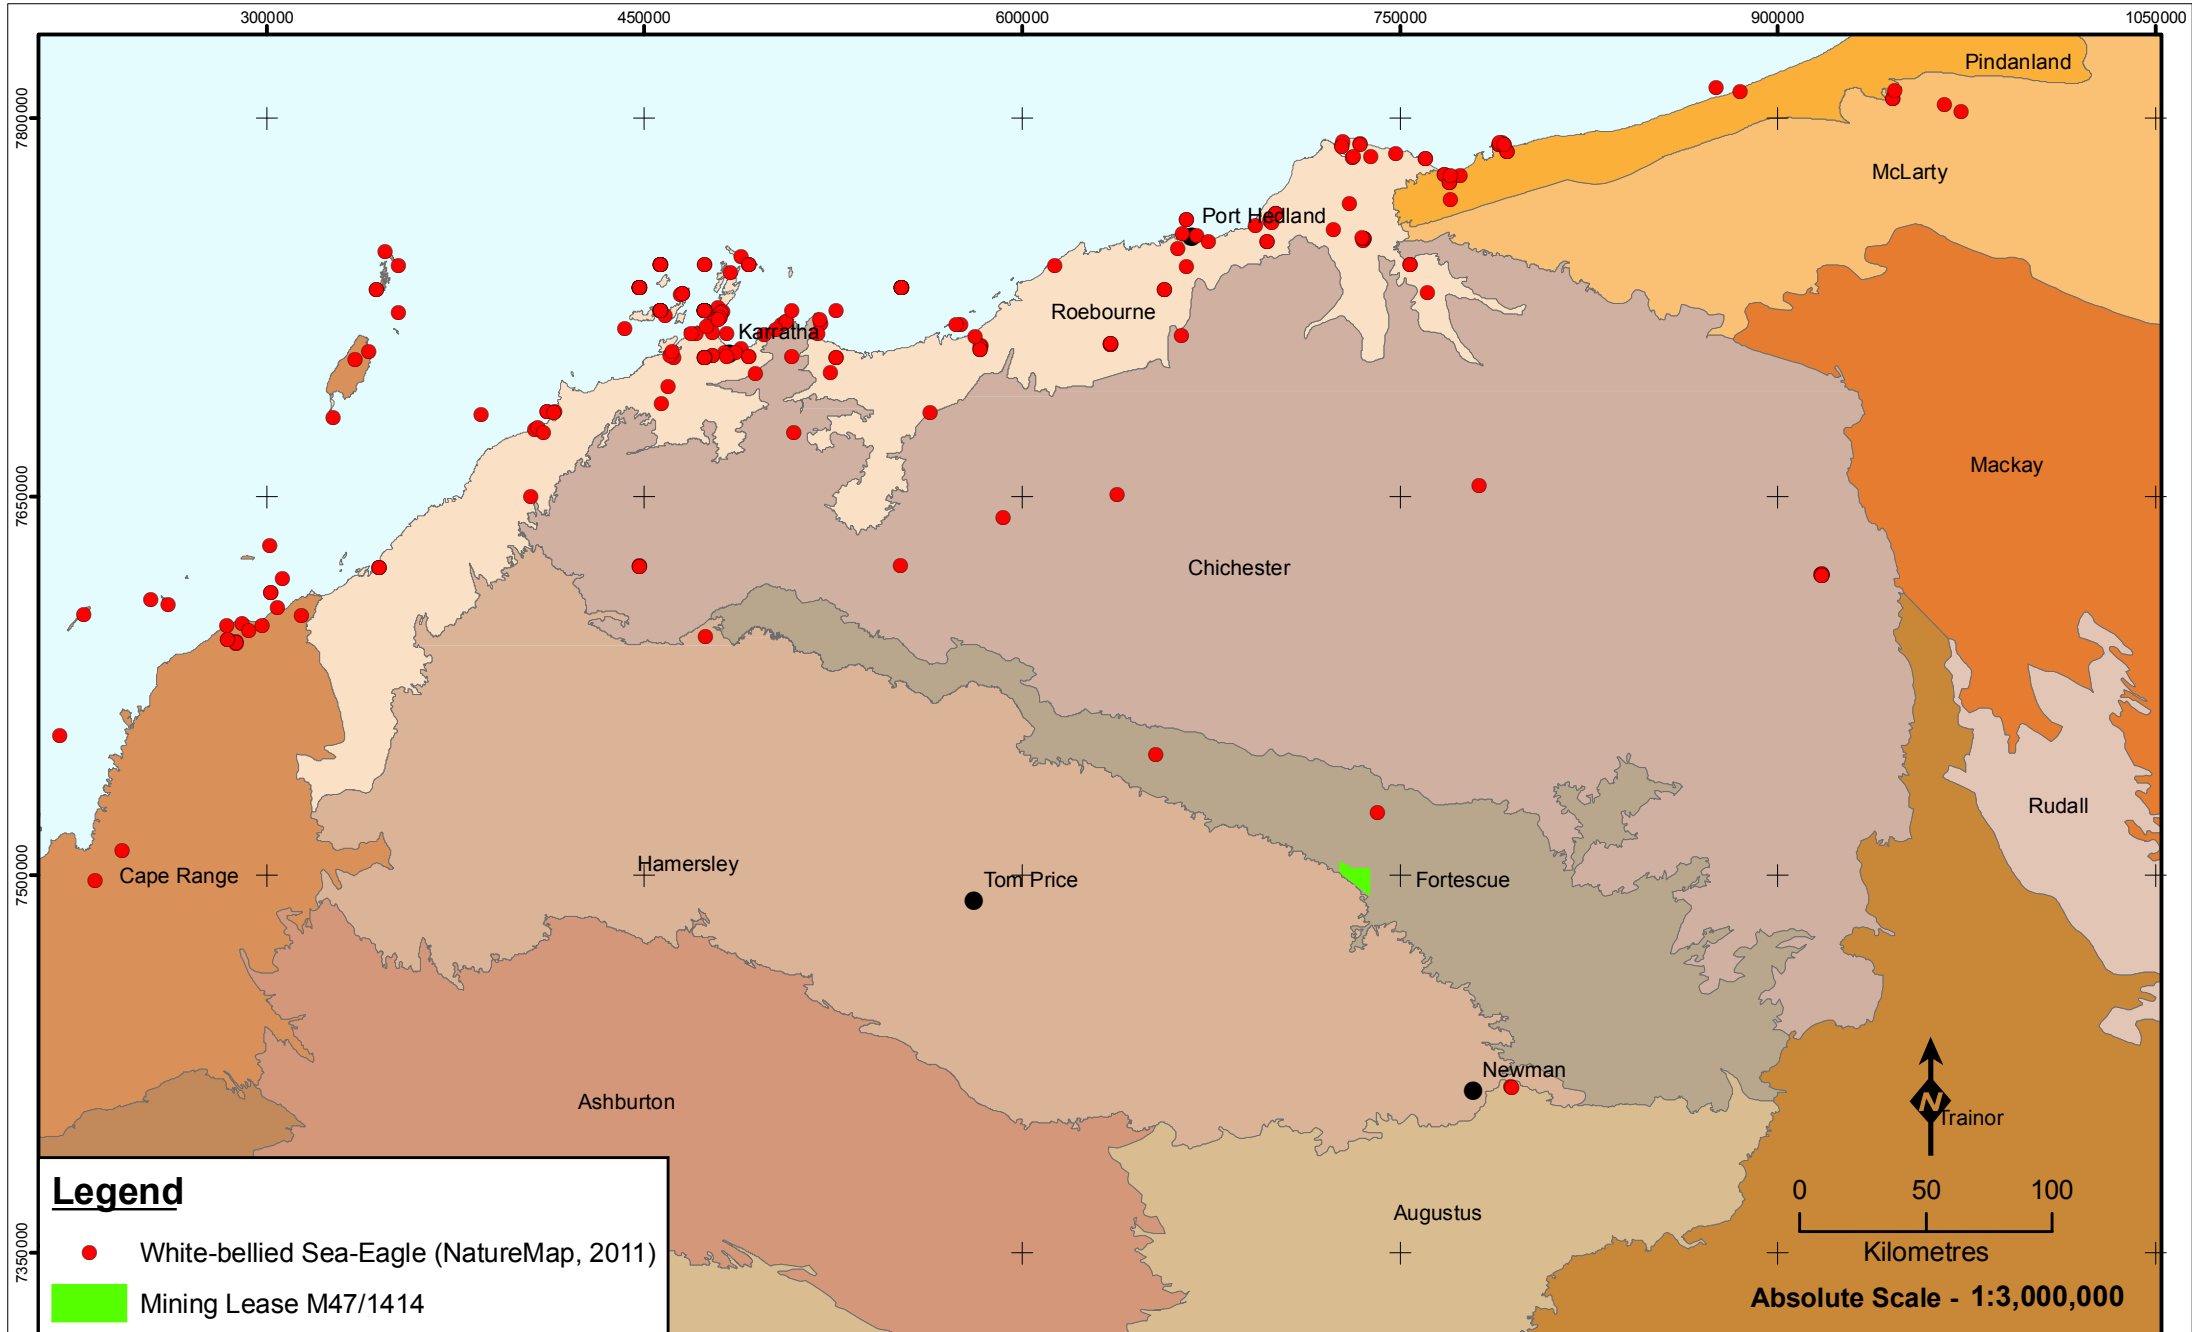 300000 450000 600000 750000 900000 1050000
Pindanland
7800000
McLarty
Port Hedland
Roebourne
Karratha
Mackay
7650000
Chichester
Rudall
Hamersley
7500000
Cape Range
Tom Price
Fortescue
Newman
Ashburton
N
Trainor
Legend
0 50 100
Augustus
White-bellied Sea-Eagle (NatureMap, 2011)
7350000
Kilometres
Mining Lease M47/1414
Absolute Scale - 1:3,000,000